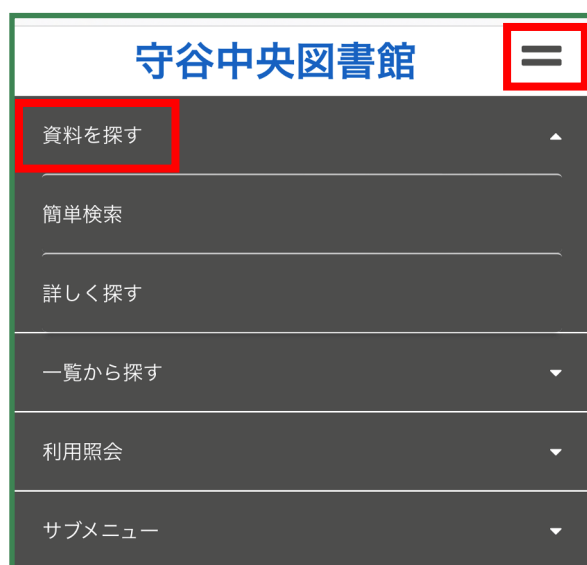 守谷中央図書館
資料を探す
簡単検索
詳しく探す
一覧から探す
利用照会
サブメニュー